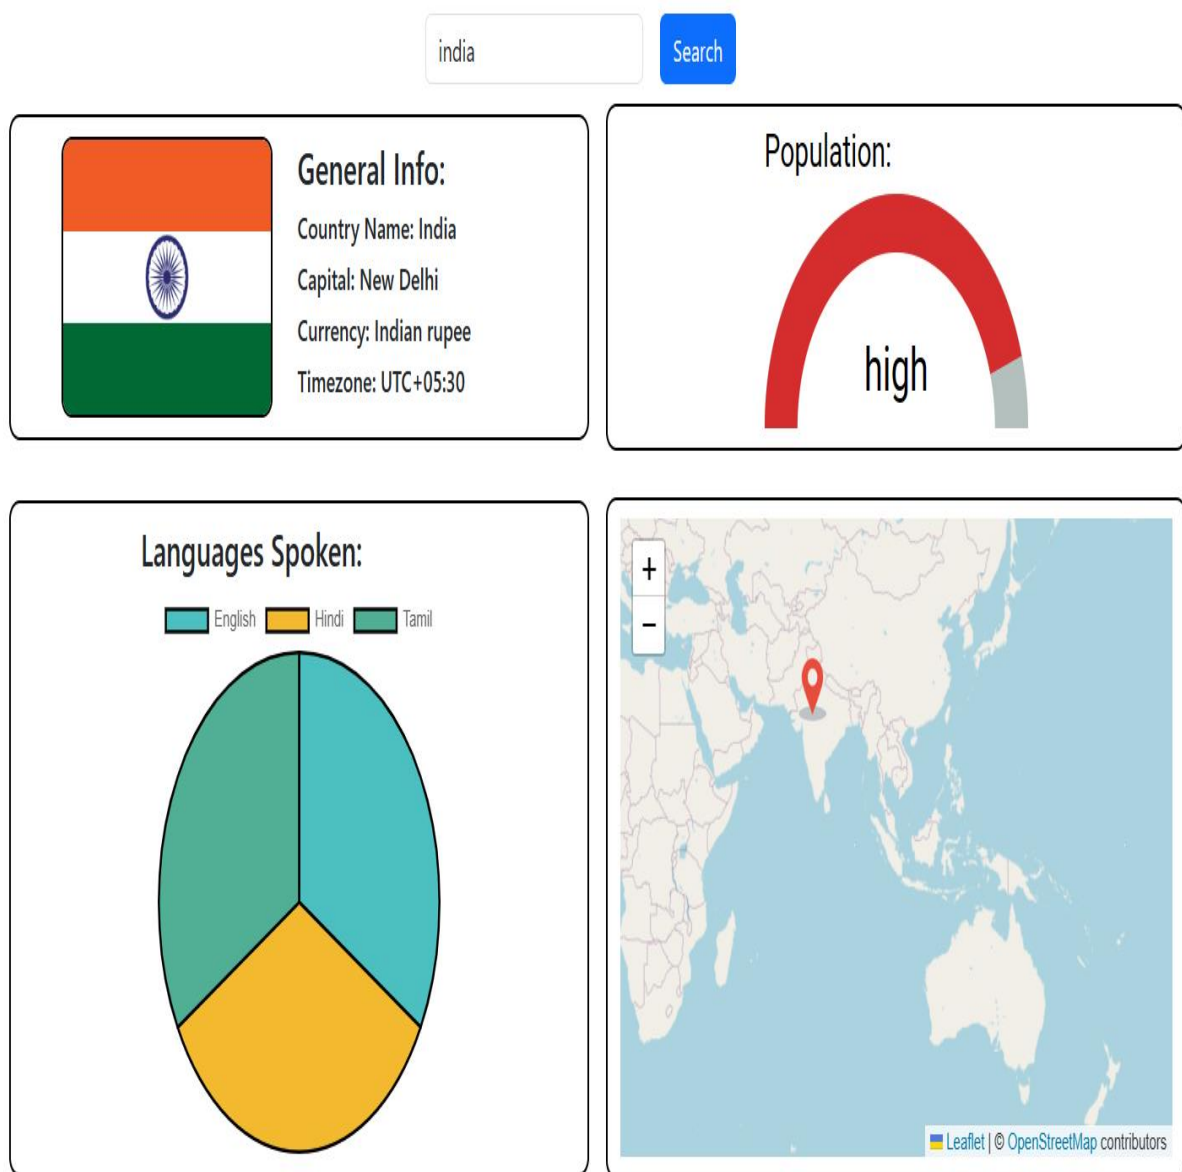 india
Search
General Info:
Country Name: India
Capital: New Delhi
Currency: Indian rupee
Timezone: UTC+05:30
Population:
high
Languages Spoken:
English Hindi Tamil
+
−
Leaflet | © OpenStreetMap contributors